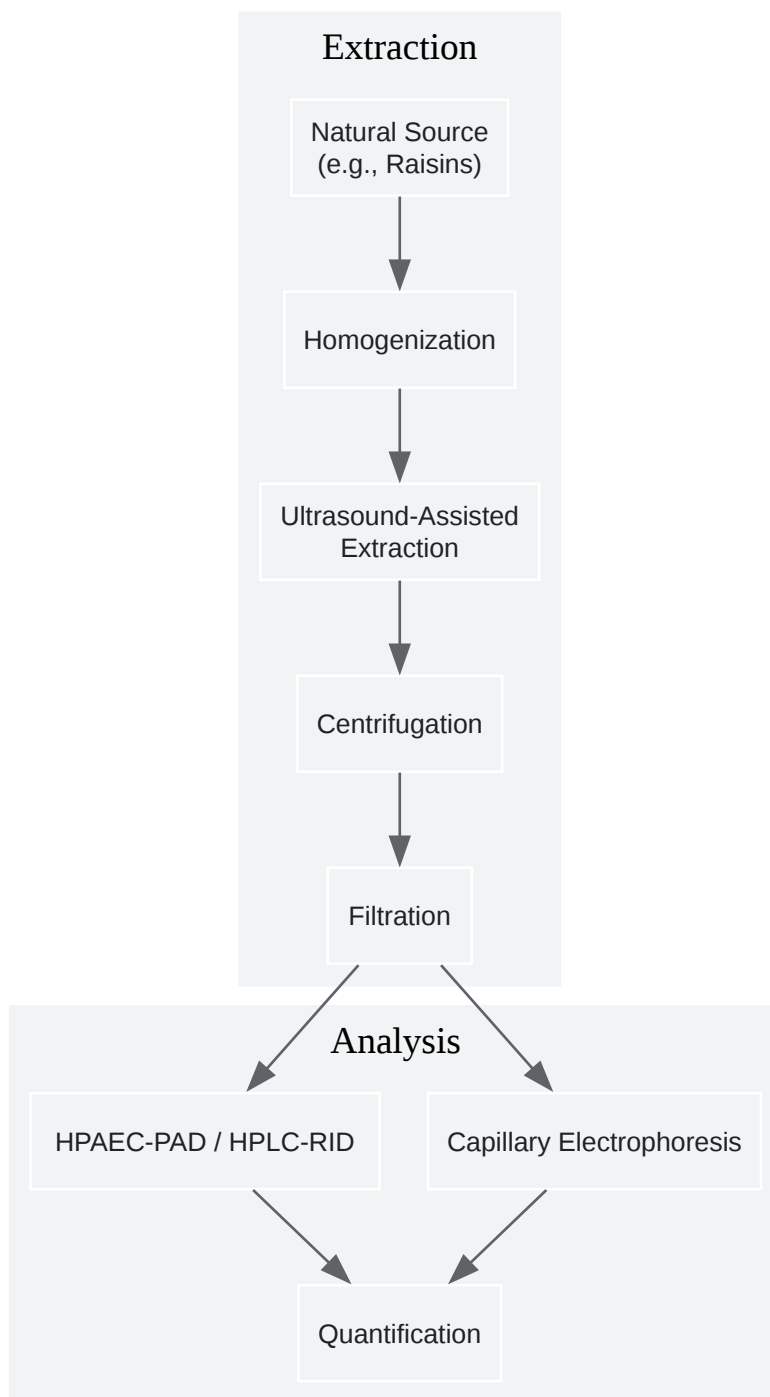 Extraction
Natural Source
(e.g., Raisins)
Homogenization
Ultrasound-Assisted
Extraction
Centrifugation
Filtration
Analysis
HPAEC-PAD / HPLC-RID
Capillary Electrophoresis
Quantification